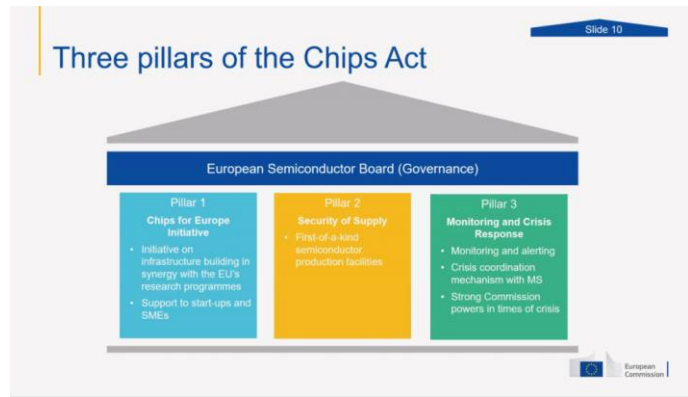 Slide 10
Three pillars of the Chips Act
European Semiconductor Board (Governance)
Pillar 1
Chips for Europe
Initiative
• Initiative on
infrastructure building in
synergy with the EU's
research programmes
• Support to start-ups and
SMEs
Pillar 2
Security of Supply
• First-of-a-kind
semiconductor
production facilities
Pillar 3
Monitoring and Crisis
Response
• Monitoring and alerting
• Crisis coordination
mechanism with MS
• Strong Commission
powers in times of crisis
European
Commission